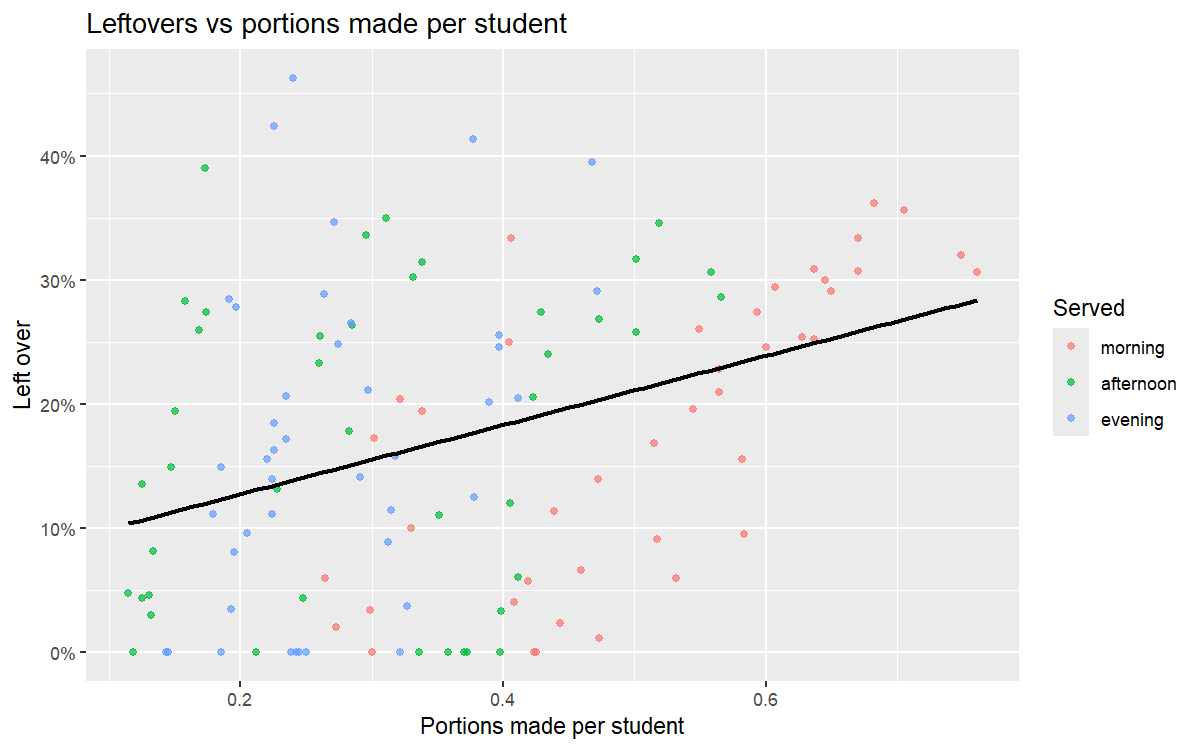 Leftovers vs portions made per student
Left over
40%
30%
20%
10%
0%
0.2 0.4 0.6
Portions made per student
Served
morning
afternoon
evening